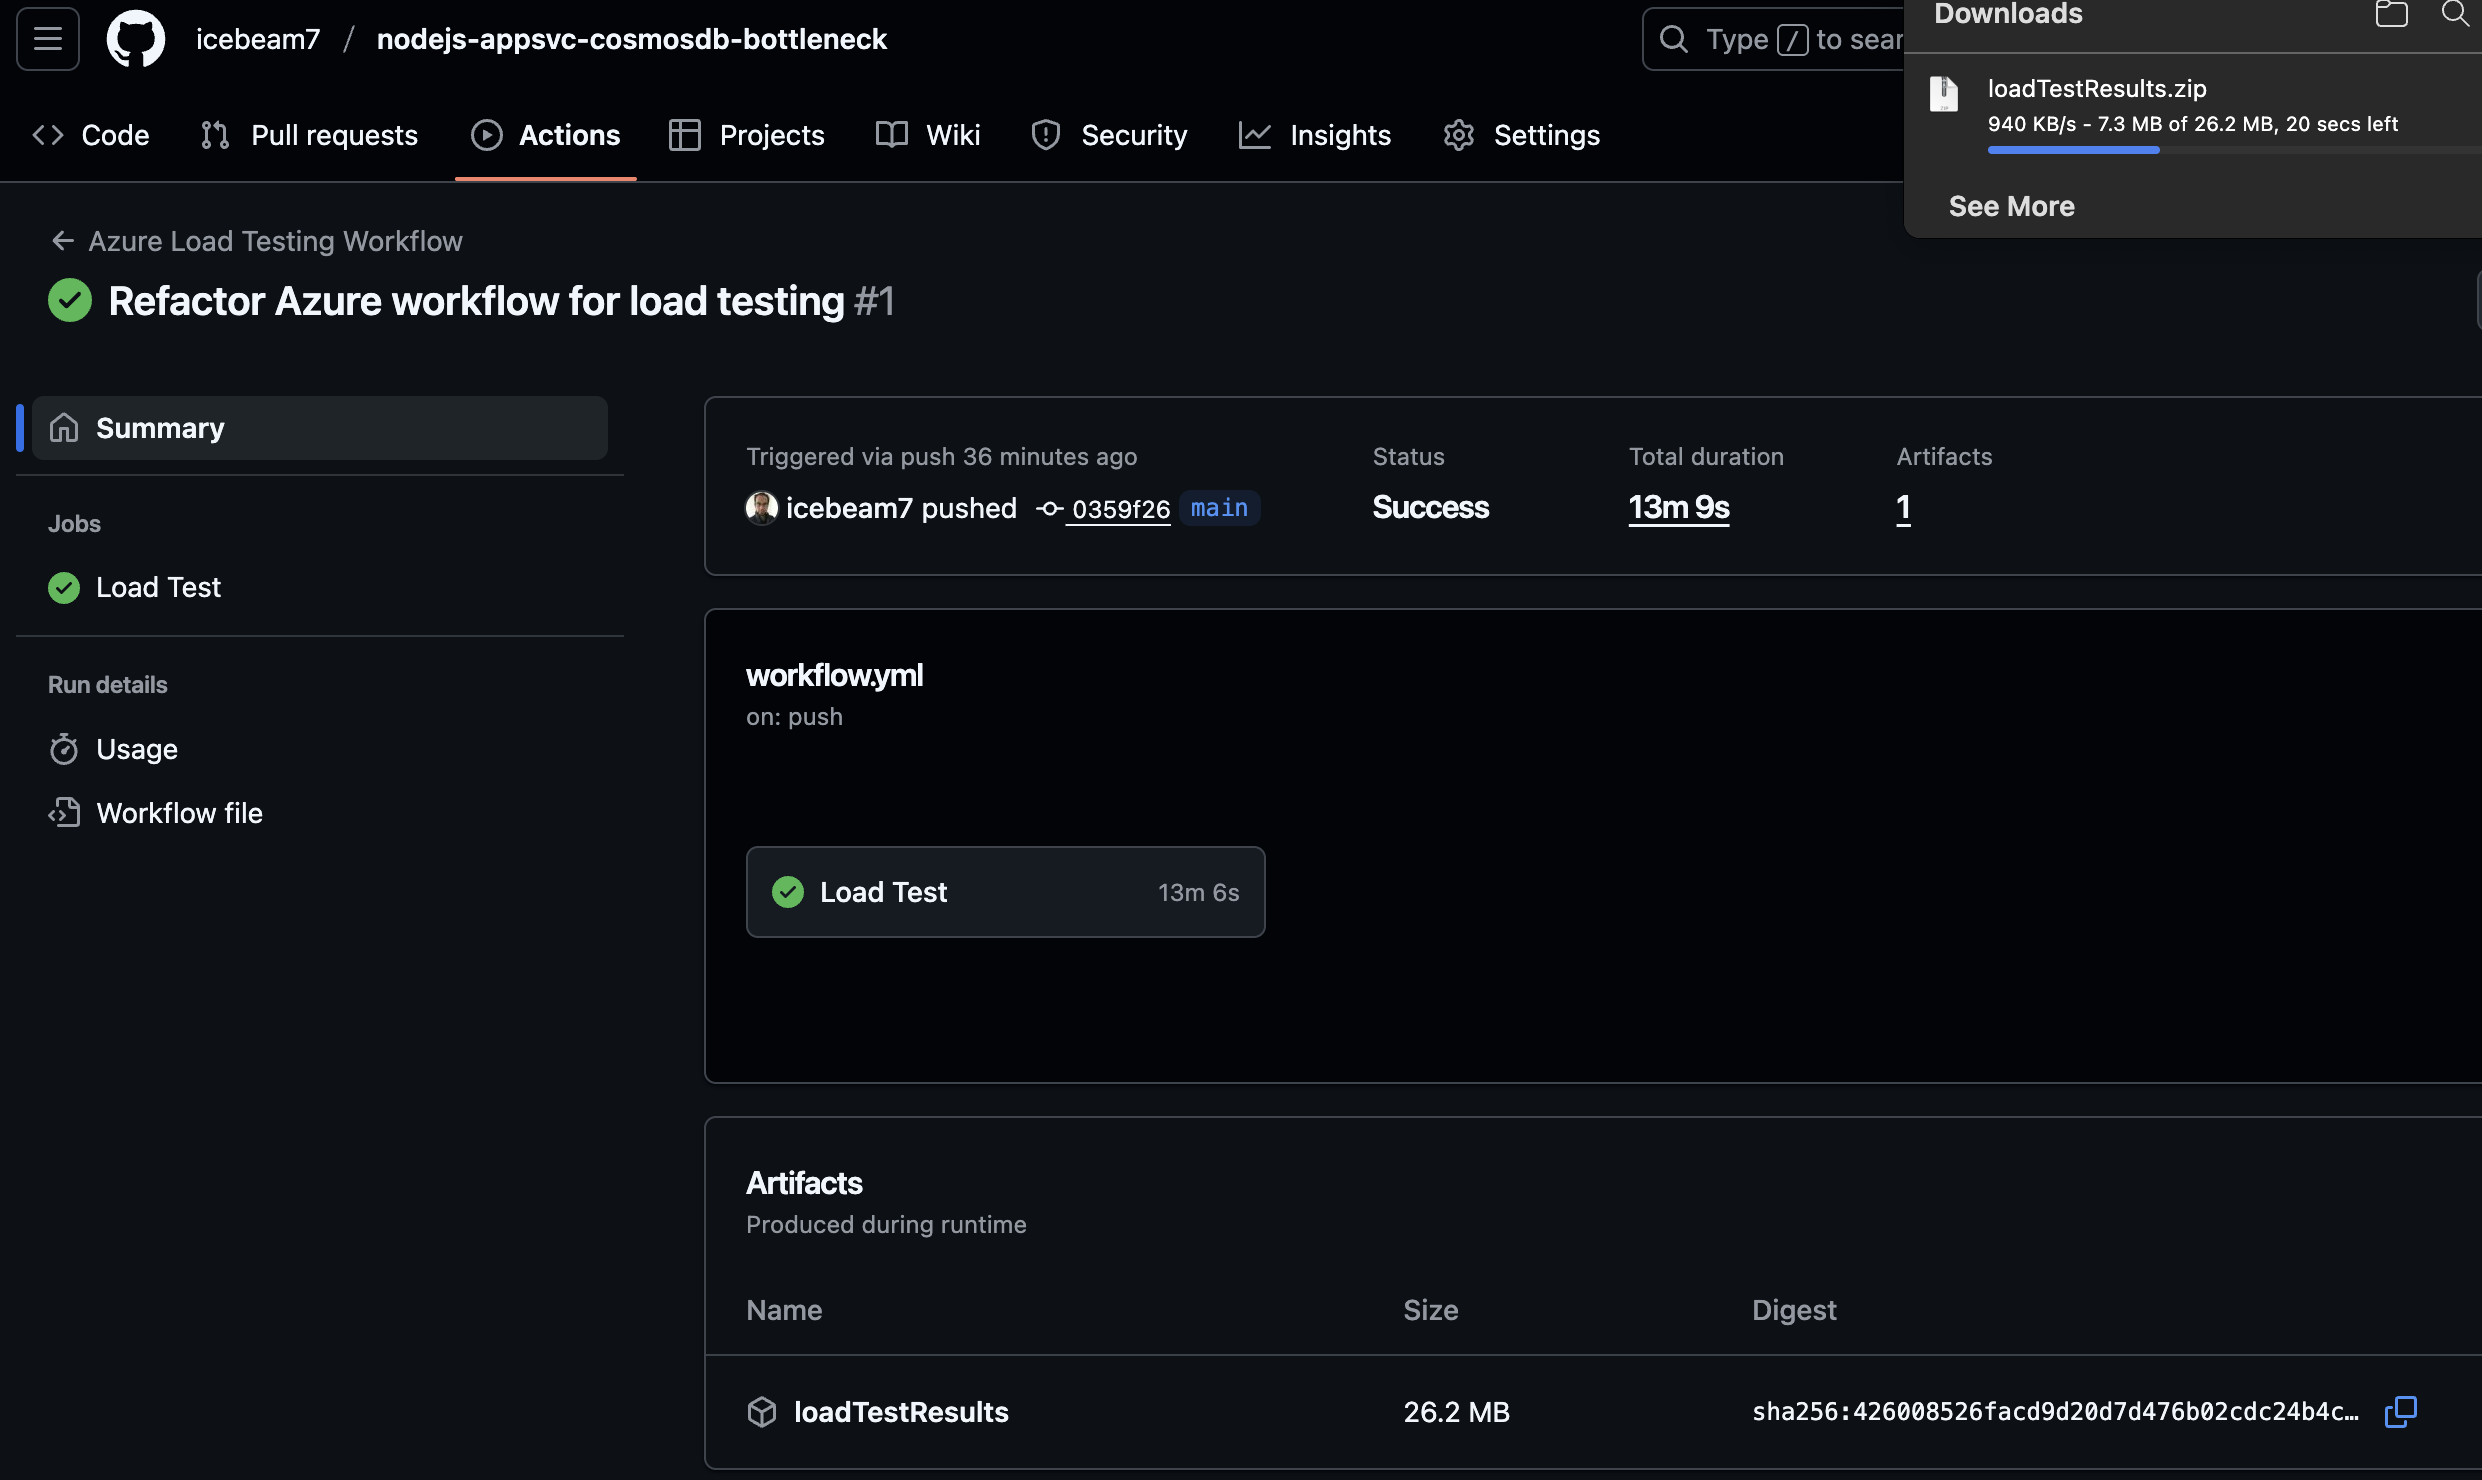 icebeam7 / nodejs-appsvc-cosmosdb-bottleneck
Type / to sear
Downloads
loadTestResults.zip
940 KB/s - 7.3 MB of 26.2 MB, 20 secs left
See More
Code
Pull requests
Actions
Projects
Wiki
Security
Insights
Settings
← Azure Load Testing Workflow
Refactor Azure workflow for load testing #1
Summary
Jobs
Load Test
Run details
Usage
Workflow file
Triggered via push 36 minutes ago
icebeam7 pushed 0359f26 main
Status
Success
Total duration
13m 9s
Artifacts
1
workflow.yml
on: push
Load Test 13m 6s
Artifacts
Produced during runtime
Name Size Digest
loadTestResults 26.2 MB sha256:426008526facd9d20d7d476b02cdc24b4c…